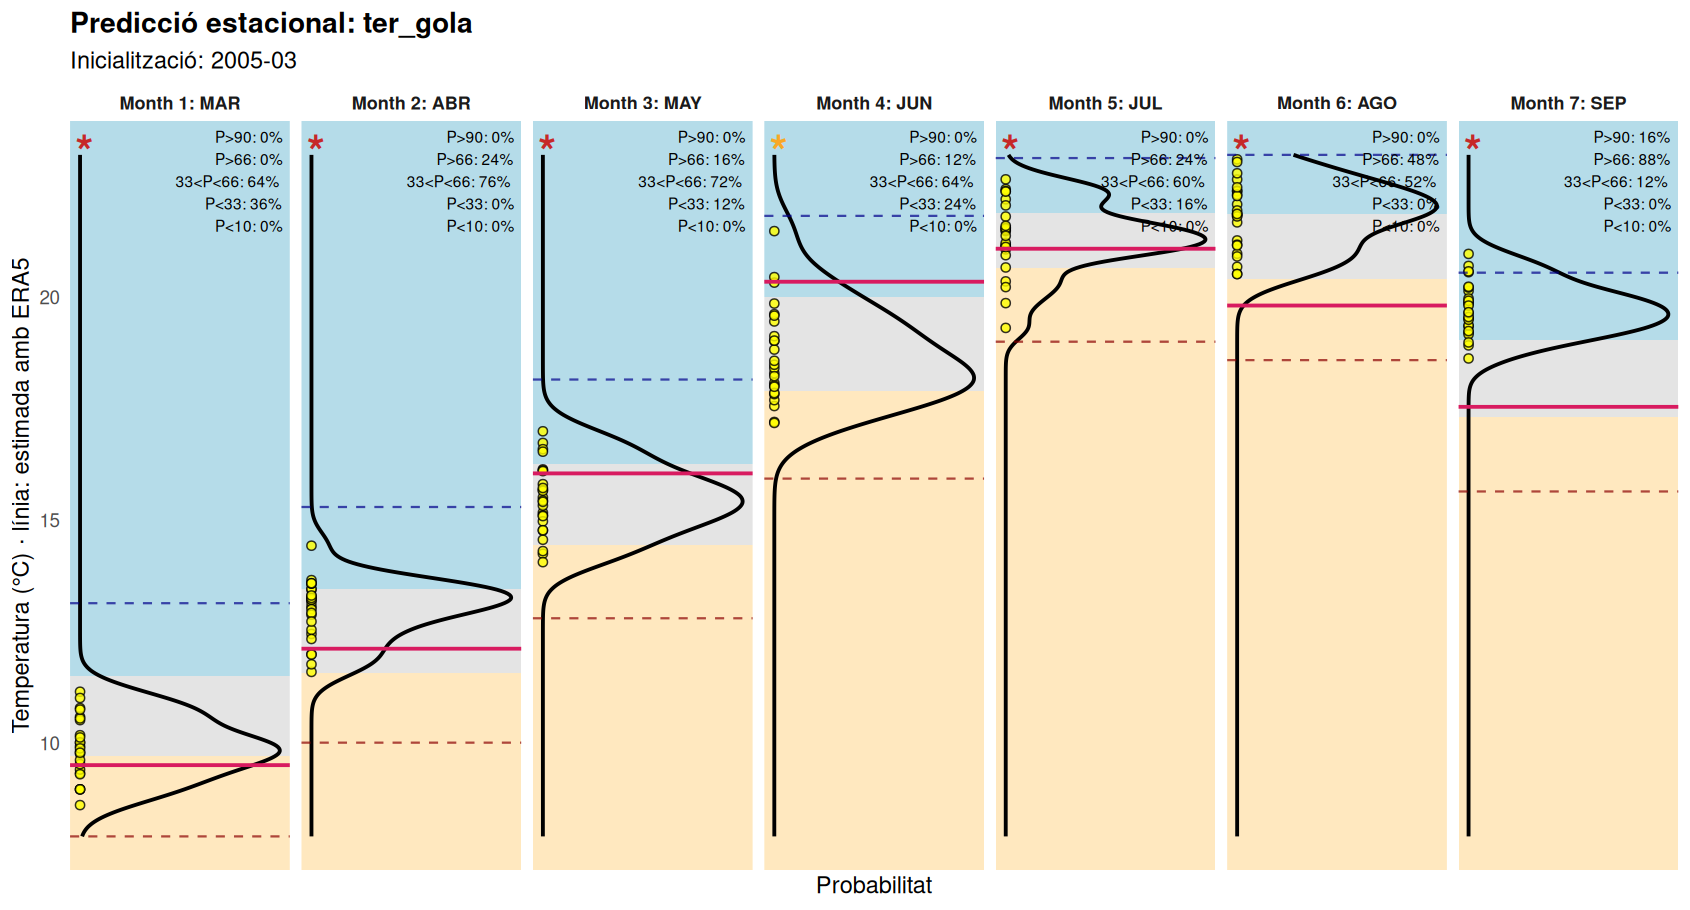 Predicció estacional: ter_gola
Inicialització: 2005-03
Month 1: MAR
Month 2: ABR
Month 3: MAY
Month 4: JUN
Month 5: JUL
Month 6: AGO
Month 7: SEP
*
P>90: 0%
P>66: 0%
33<P<66: 64%
P<33: 36%
P<10: 0%
*
P>90: 0%
P>66: 24%
33<P<66: 76%
P<33: 0%
P<10: 0%
*
P>90: 0%
P>66: 16%
33<P<66: 72%
P<33: 12%
P<10: 0%
*
P>90: 0%
P>66: 12%
33<P<66: 64%
P<33: 24%
P<10: 0%
*
P>90: 0%
P>66: 24%
33<P<66: 60%
P<33: 16%
P<10: 0%
*
P>90: 0%
P>66: 48%
33<P<66: 52%
P<33: 0%
P<10: 0%
*
P>90: 16%
P>66: 88%
33<P<66: 12%
P<33: 0%
P<10: 0%
Temperatura (°C) · línia: estimada amb ERA5
20
15
10
Probabilitat